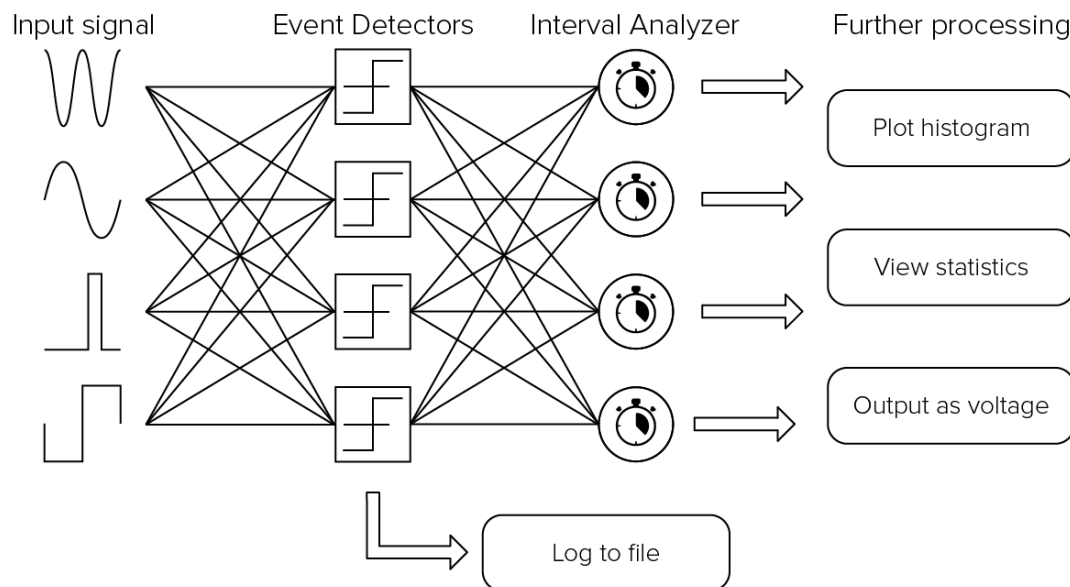 Input signal
Event Detectors
Interval Analyzer
Further processing
Plot histogram
View statistics
Output as voltage
Log to file